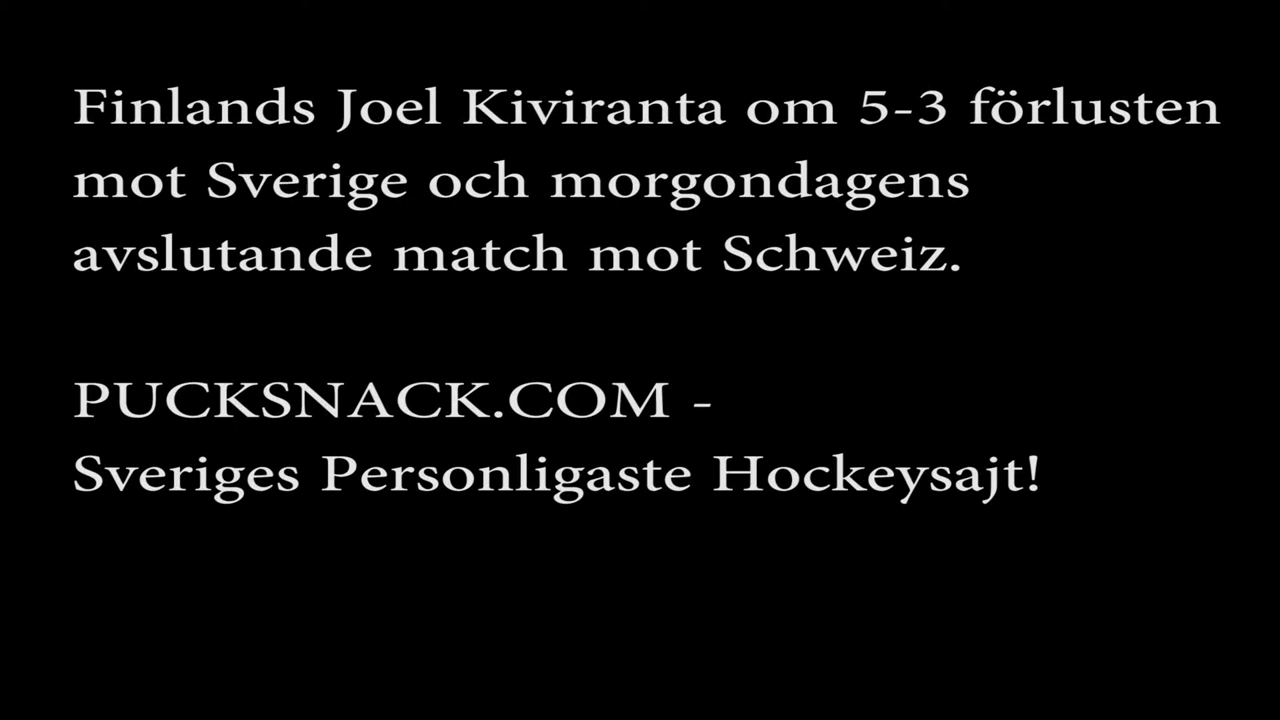 Finlands Joel Kiviranta om 5-3 förlusten
mot Sverige och morgondagens
avslutande match mot Schweiz.
PUCKSNACK.COM -
Sveriges Personligaste Hockeysajt!